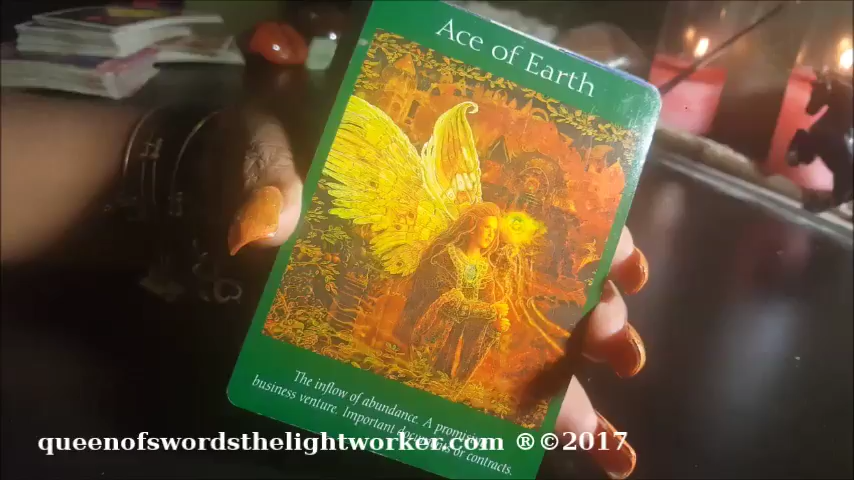 Ace of Earth
The inflow of abundance. A promising
business venture. Important documents or contracts.
queenofswordsthelightworker.com ®©2017